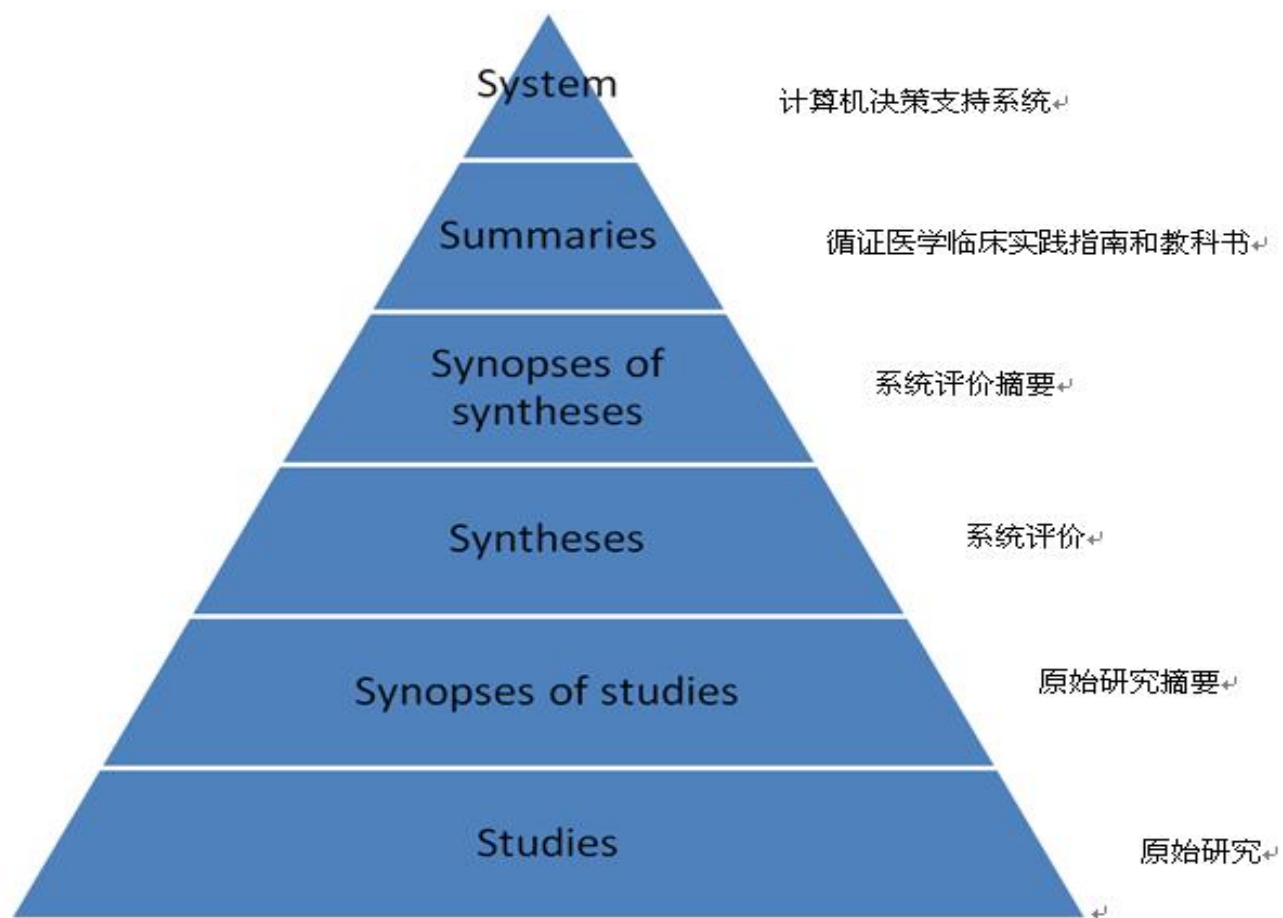 System
计算机决策支持系统
Summaries
循证医学临床实践指南和教科书
Synopses of
syntheses
系统评价摘要
Syntheses
系统评价
Synopses of studies
原始研究摘要
Studies
原始研究